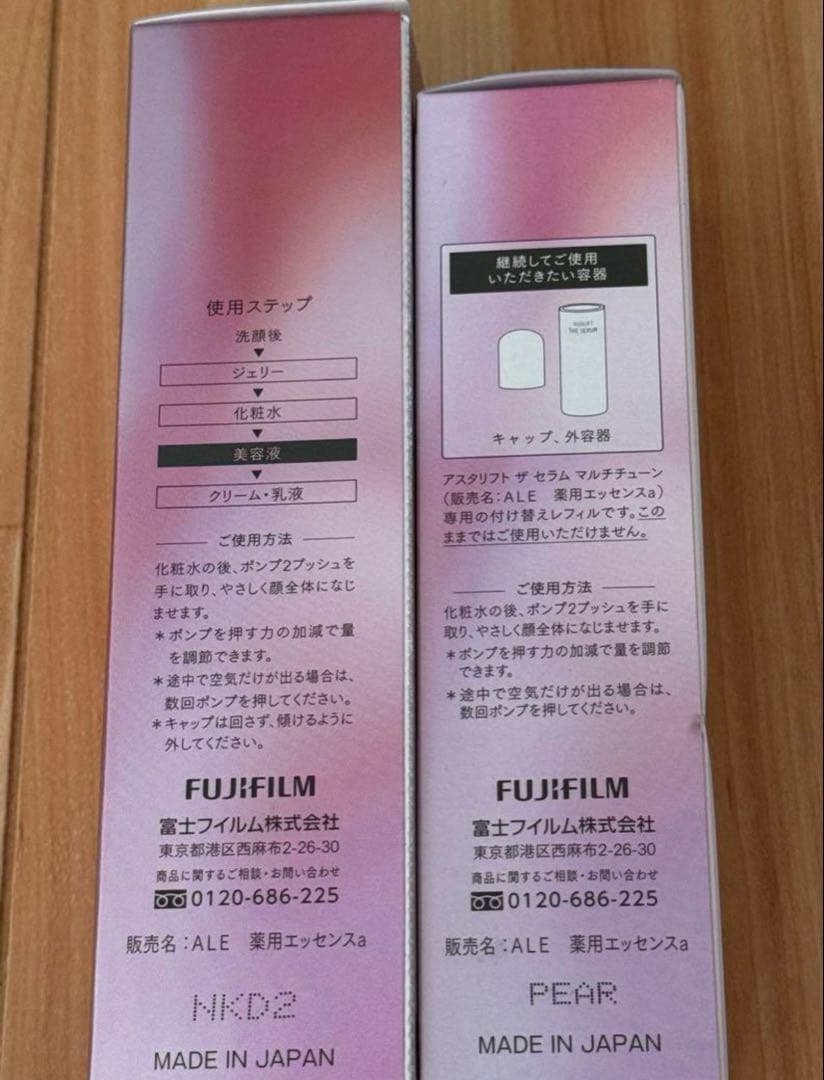 使用ステップ
洗顔後
▼
ジェリー
▼
化粧水
▼
美容液
▼
クリーム・乳液
ご使用方法
化粧水の後、ポンプ2プッシュを
手に取り、やさしく顔全体になじ
ませます。
*ポンプを押す力の加減で量
を調節できます。
*途中で空気だけが出る場合は、
数回ポンプを押してください。
*キャップは回さず、傾けるように
外してください。
FUJIFILM
富士フイルム株式会社
東京都港区西麻布2-26-30
商品に関するご相談・お問い合わせ
0120-686-225
販売名:ALE 薬用エッセンスa
NKD2
MADE IN JAPAN
継続してご使用
いただきたい容器
THE SERUM
キャップ、外容器
アスタリフト ザ セラム マルチチューン
(販売名:ALE 薬用エッセンスa)
専用の付け替えレフィルです。この
ままではご使用いただけません。
ご使用方法
化粧水の後、ポンプ2プッシュを手に
取り、やさしく顔全体になじませます。
*ポンプを押す力の加減で量を調節
できます。
*途中で空気だけが出る場合は、
数回ポンプを押してください。
FUJIFILM
富士フイルム株式会社
東京都港区西麻布2-26-30
商品に関するご相談・お問い合わせ
0120-686-225
販売名:ALE 薬用エッセンスa
PEAR
MADE IN JAPAN